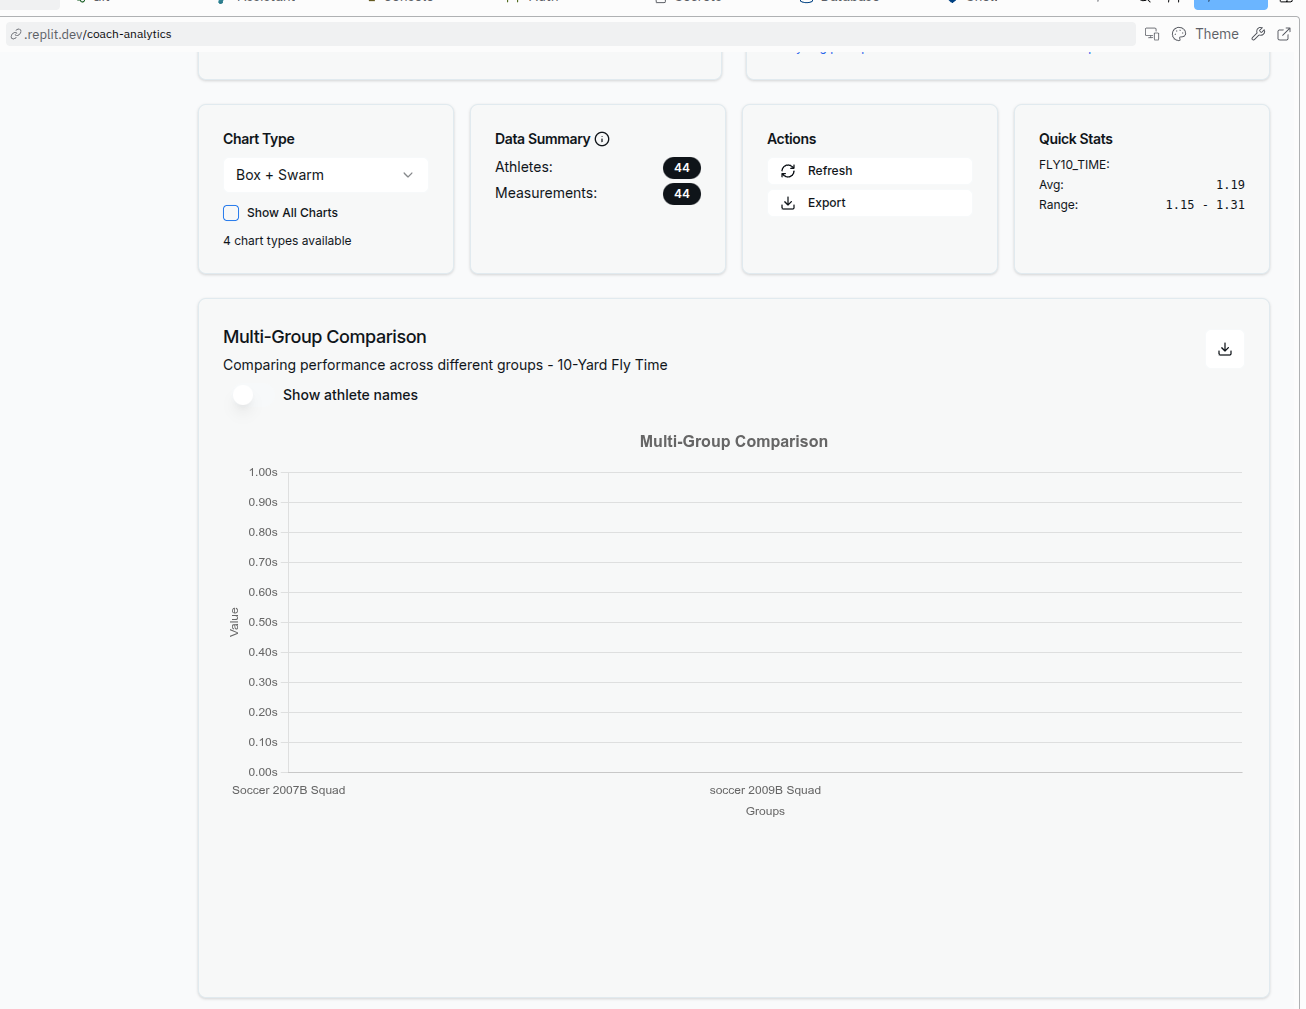 .replit.dev/coach-analytics
Theme
Chart Type
Box + Swarm
Show All Charts
4 chart types available
Data Summary
Athletes: 44
Measurements: 44
Actions
Refresh
Export
Quick Stats
FLY10_TIME:
Avg: 1.19
Range: 1.15 - 1.31
Multi-Group Comparison
Comparing performance across different groups - 10-Yard Fly Time
Show athlete names
Multi-Group Comparison
1.00s
0.90s
0.80s
0.70s
0.60s
0.50s
0.40s
0.30s
0.20s
0.10s
0.00s
Value
Soccer 2007B Squad
soccer 2009B Squad
Groups